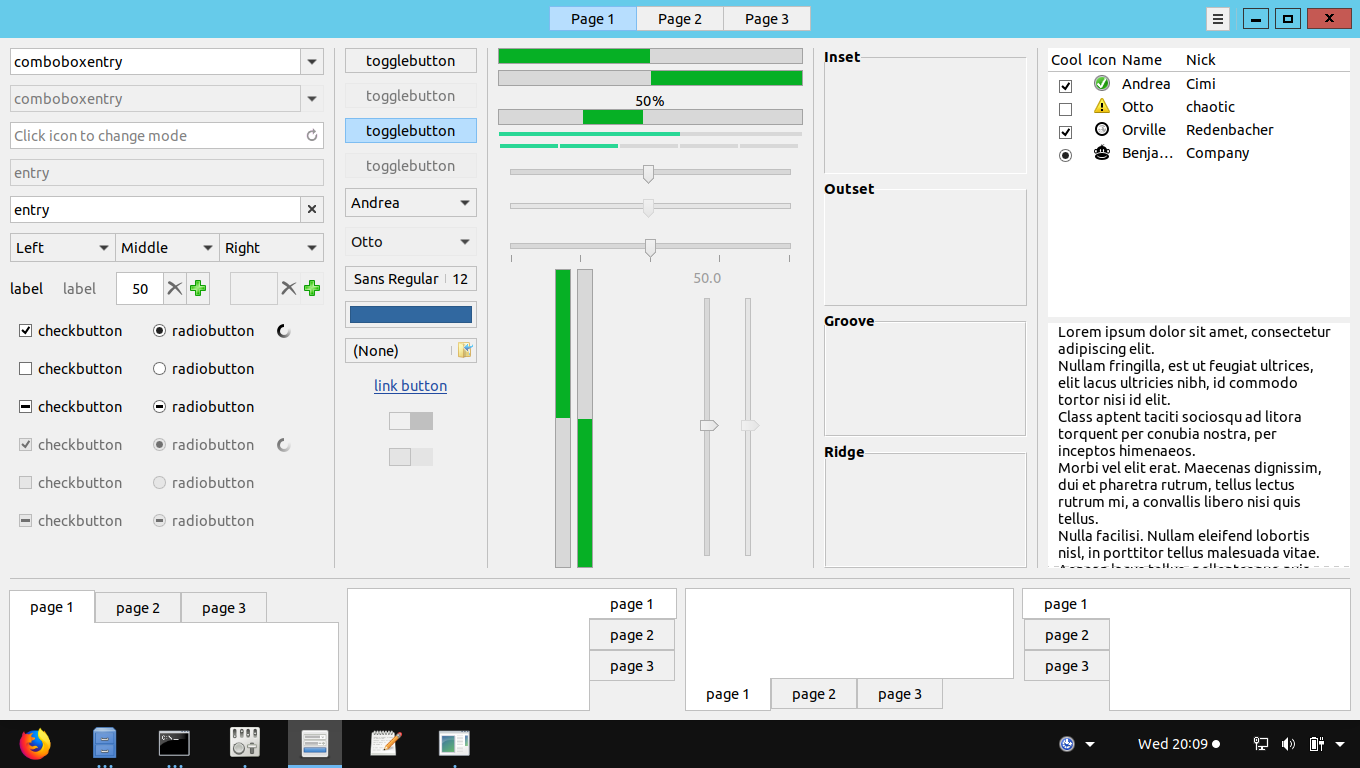 Page 1
Page 2
Page 3
comboboxentry
comboboxentry
Click icon to change mode
entry
entry
Left
Middle
Right
label
label
50
checkbutton
radiobutton
checkbutton
radiobutton
checkbutton
radiobutton
checkbutton
radiobutton
checkbutton
radiobutton
checkbutton
radiobutton
togglebutton
togglebutton
togglebutton
togglebutton
Andrea
Otto
Sans Regular 12
(None)
link button
50%
50.0
Inset
Outset
Groove
Ridge
Cool Icon Name Nick
Andrea Cimi
Otto chaotic
Orville Redenbacher
Benja... Company
Lorem ipsum dolor sit amet, consectetur
adipiscing elit.
Nullam fringilla, est ut feugiat ultrices,
elit lacus ultricies nibh, id commodo
tortor nisi id elit.
Class aptent taciti sociosqu ad litora
torquent per conubia nostra, per
inceptos himenaeos.
Morbi vel elit erat. Maecenas dignissim,
dui et pharetra rutrum, tellus lectus
rutrum mi, a convallis libero nisi quis
tellus.
Nulla facilisi. Nullam eleifend lobortis
nisl, in porttitor tellus malesuada vitae.
page 1
page 2
page 3
page 1
page 2
page 3
page 1
page 2
page 3
page 1
page 2
page 3
Wed 20:09